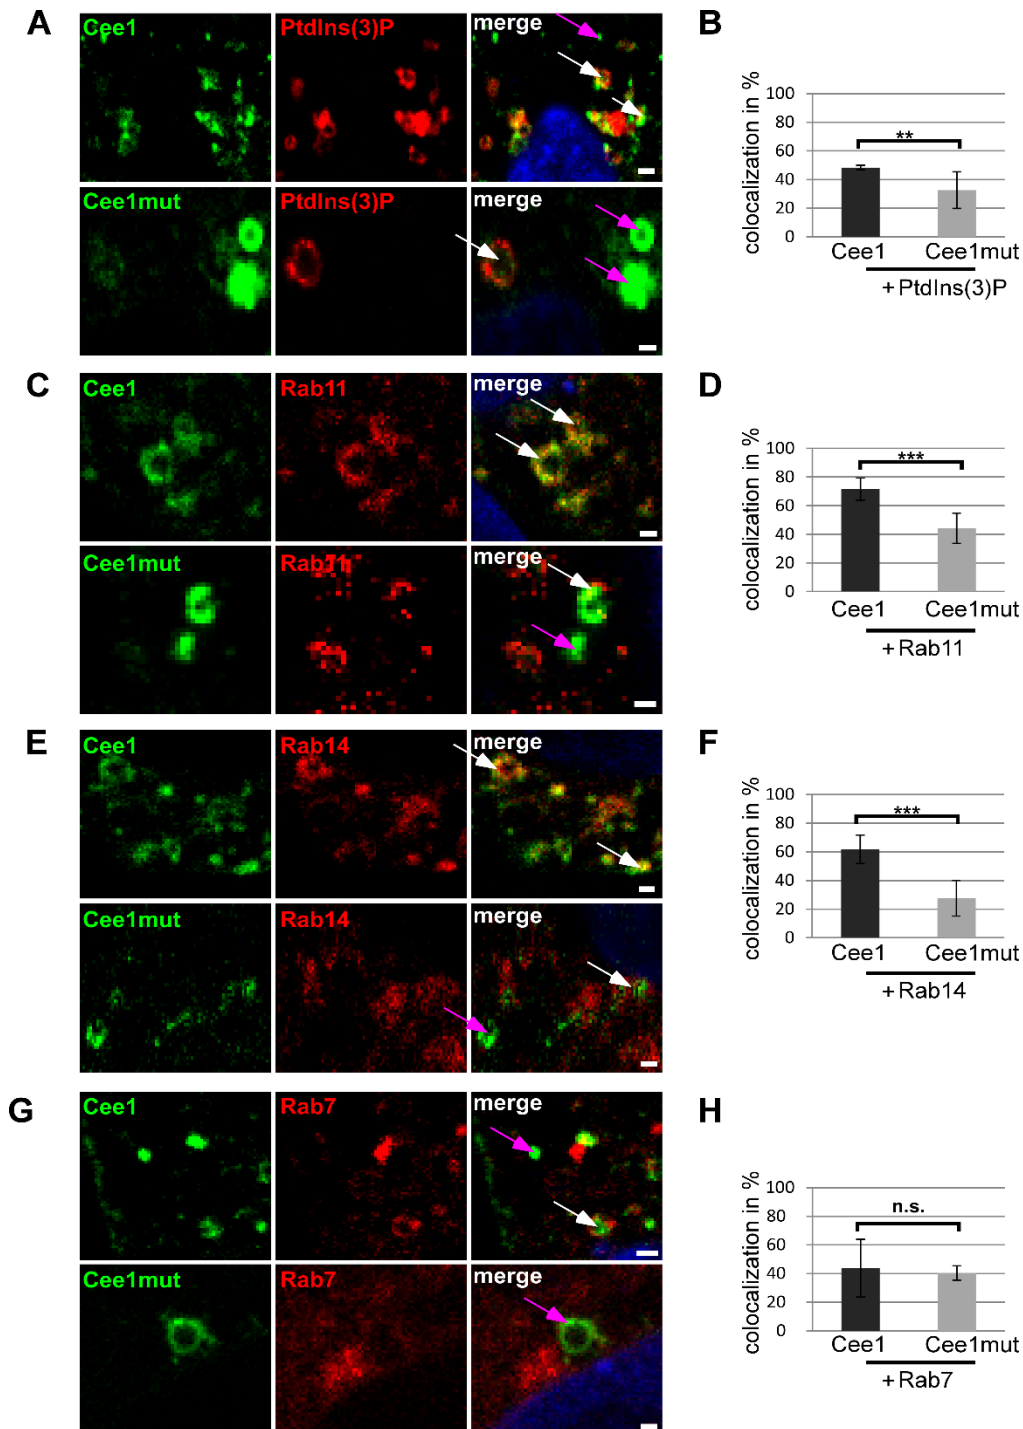 A
Cee1 PtdIns(3)P merge
Cee1mut PtdIns(3)P merge
B
colocalization in %
100
80
60
40
20
0
**
Cee1 Cee1mut
+ PtdIns(3)P
C
Cee1 Rab11 merge
Cee1mut Rab11 merge
D
colocalization in %
100
80
60
40
20
0
***
Cee1 Cee1mut
+ Rab11
E
Cee1 Rab14 merge
Cee1mut Rab14 merge
F
colocalization in %
100
80
60
40
20
0
***
Cee1 Cee1mut
+ Rab14
G
Cee1 Rab7 merge
Cee1mut Rab7 merge
H
colocalization in %
100
80
60
40
20
0
n.s.
Cee1 Cee1mut
+ Rab7